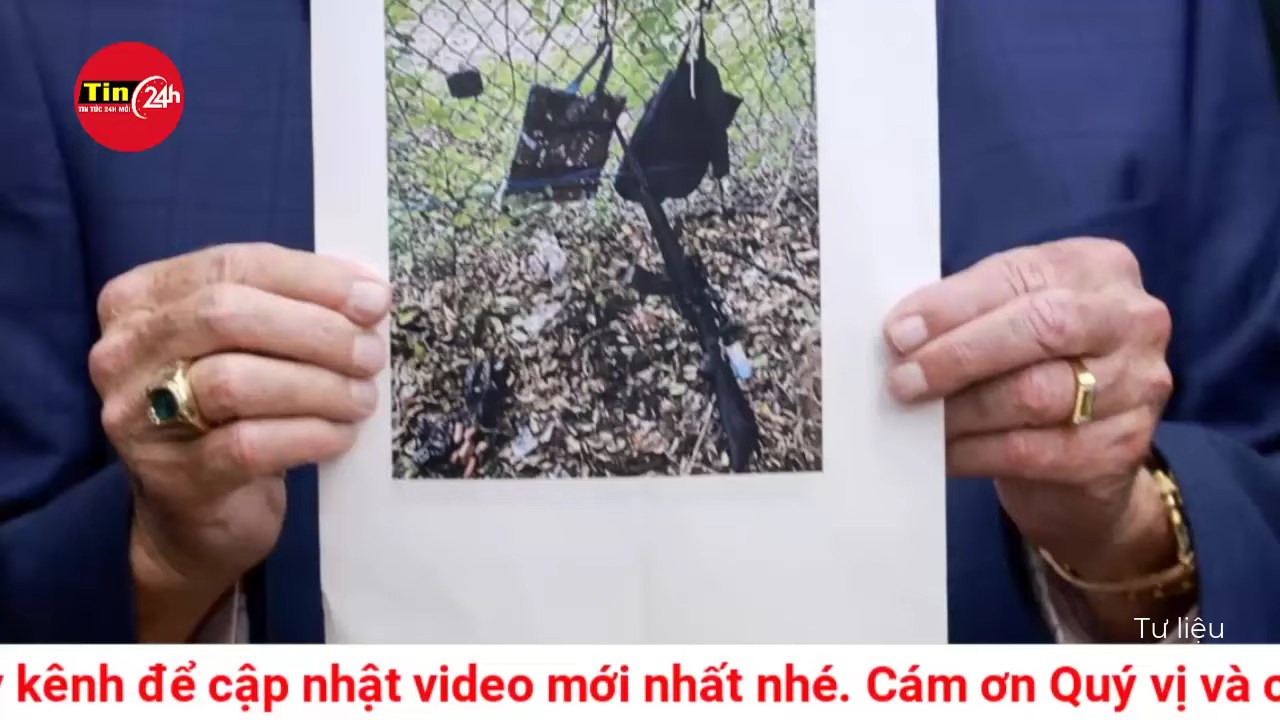 Tin 24h
TIN TỨC 24H MỚI
Tư liệu
kênh để cập nhật video mới nhất nhé. Cám ơn Quý vị và